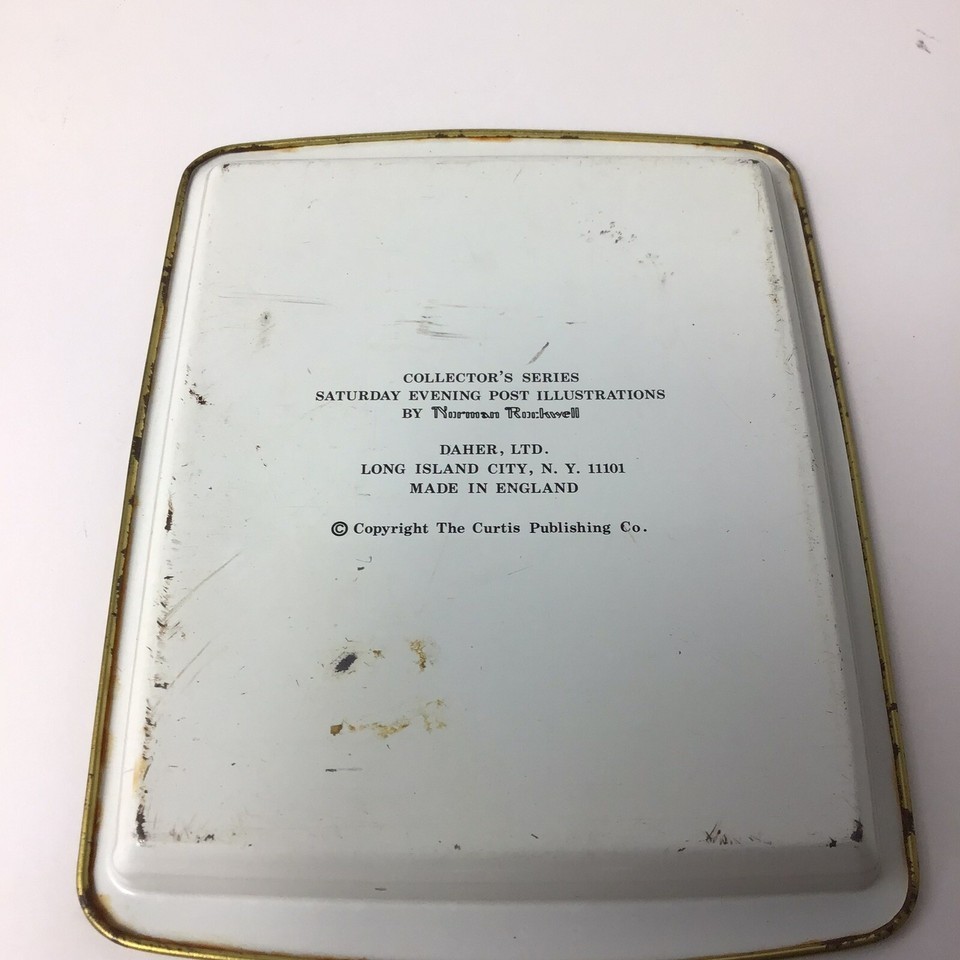 COLLECTOR'S SERIES
SATURDAY EVENING POST ILLUSTRATIONS
BY Norman Rockwell
DAHER, LTD.
LONG ISLAND CITY, N. Y. 11101
MADE IN ENGLAND
© Copyright The Curtis Publishing Co.